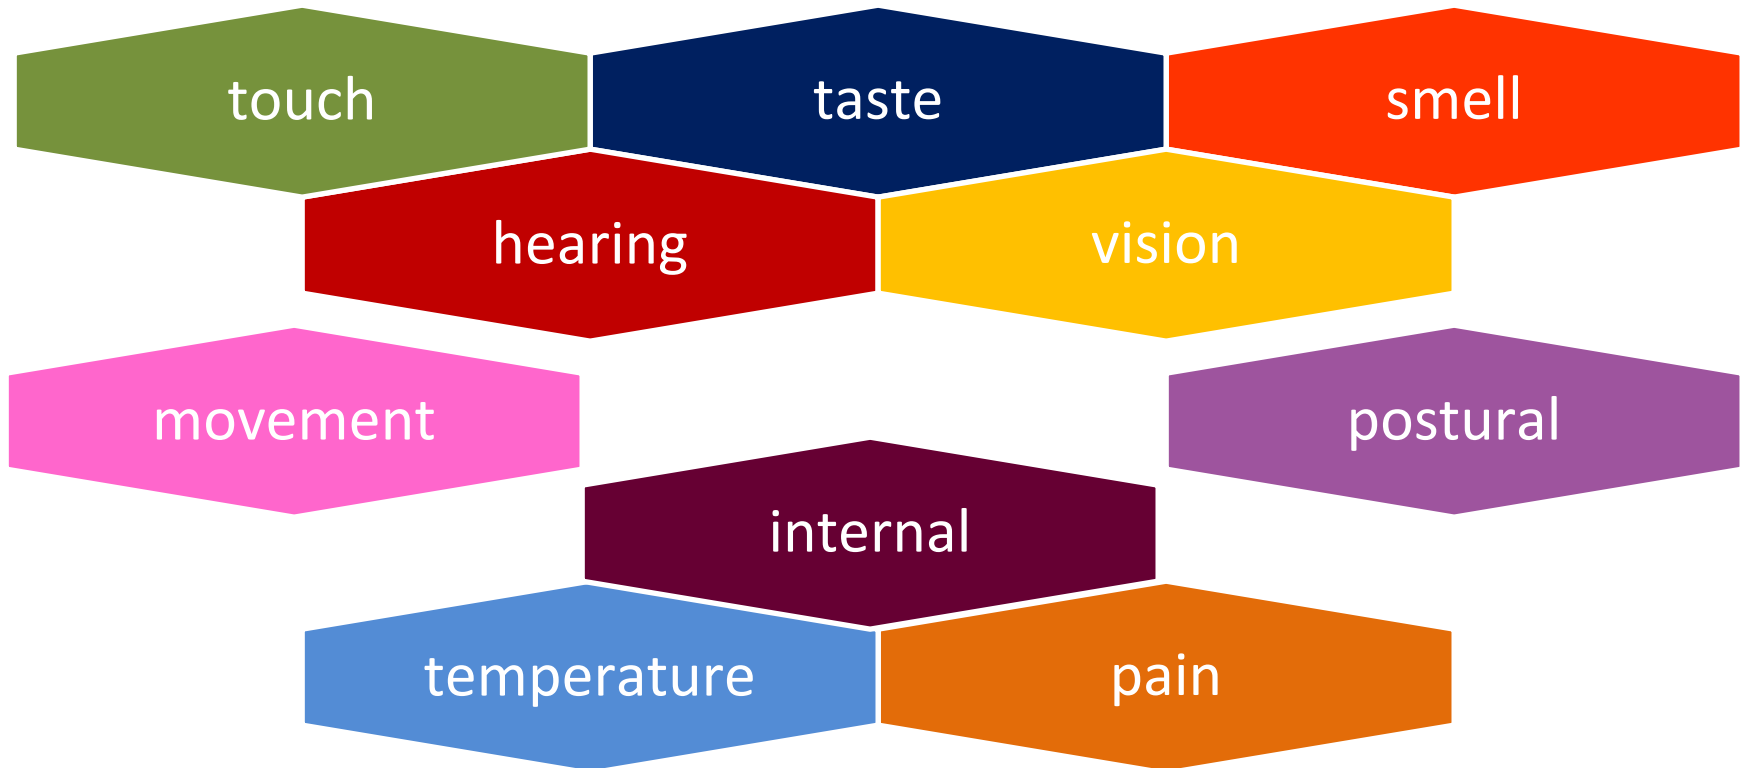 touch
taste
smell
hearing
vision
movement
postural
internal
temperature
pain